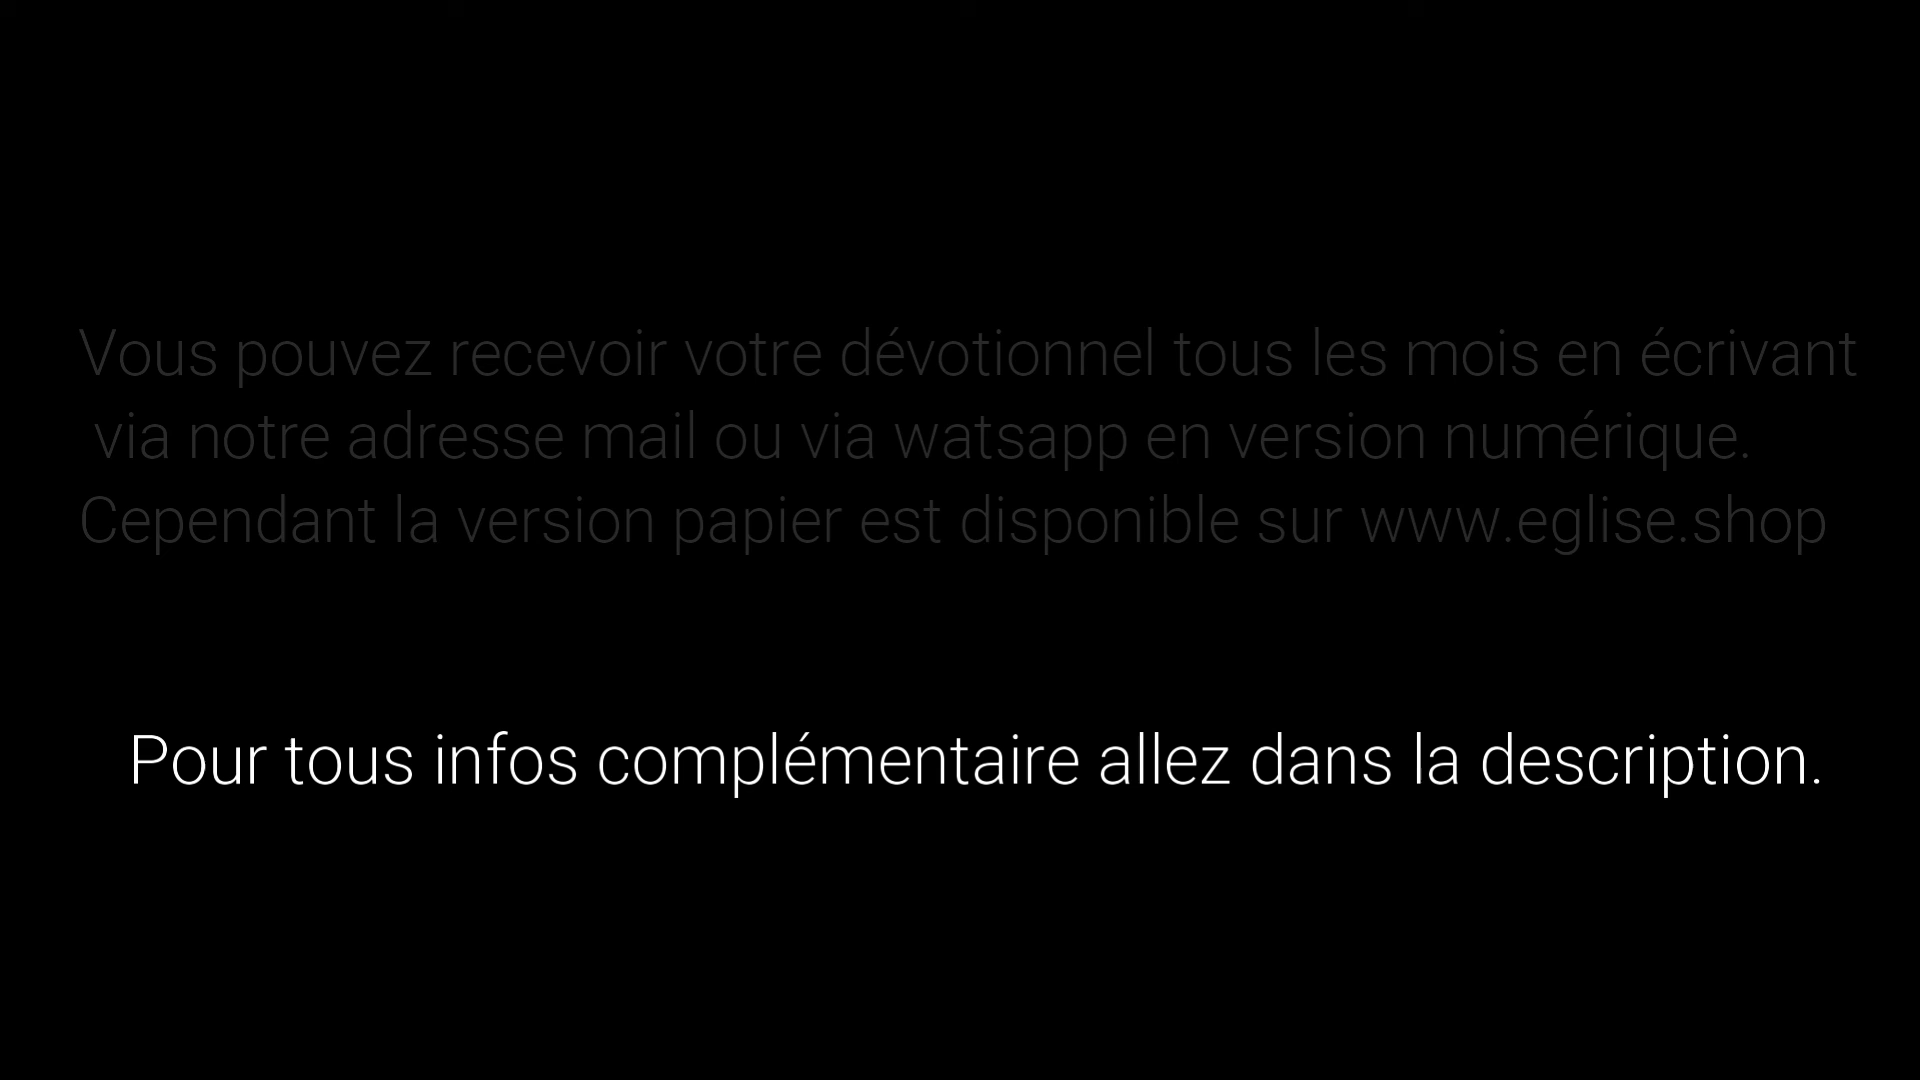 Vous pouvez recevoir votre dévotionnel tous les mois en écrivant
via notre adresse mail ou via watsapp en version numérique.
Cependant la version papier est disponible sur www.eglise.shop
Pour tous infos complémentaire allez dans la description.